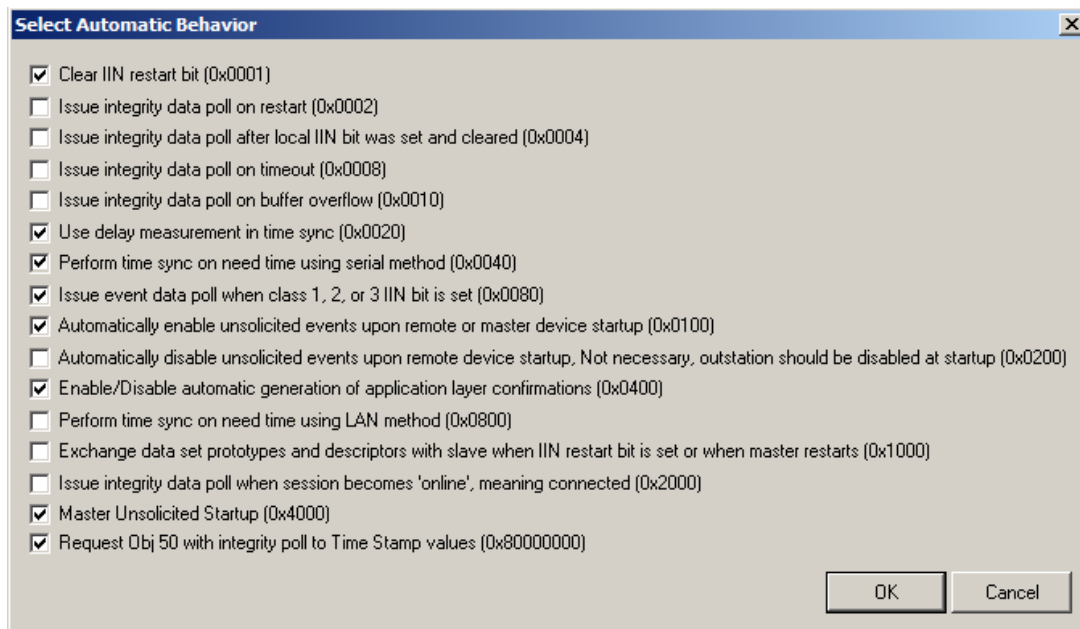 Select Automatic Behavior
Clear IIN restart bit (0x0001)
Issue integrity data poll on restart (0x0002)
Issue integrity data poll after local IIN bit was set and cleared (0x0004)
Issue integrity data poll on timeout (0x0008)
Issue integrity data poll on buffer overflow (0x0010)
Use delay measurement in time sync (0x0020)
Perform time sync on need time using serial method (0x0040)
Issue event data poll when class 1, 2, or 3 IIN bit is set (0x0080)
Automatically enable unsolicited events upon remote or master device startup (0x0100)
Automatically disable unsolicited events upon remote device startup, Not necessary, outstation should be disabled at startup (0x0200)
Enable/Disable automatic generation of application layer confirmations (0x0400)
Perform time sync on need time using LAN method (0x0800)
Exchange data set prototypes and descriptors with slave when IIN restart bit is set or when master restarts (0x1000)
Issue integrity data poll when session becomes 'online', meaning connected (0x2000)
Master Unsolicited Startup (0x4000)
Request Obj 50 with integrity poll to Time Stamp values (0x80000000)
OK Cancel